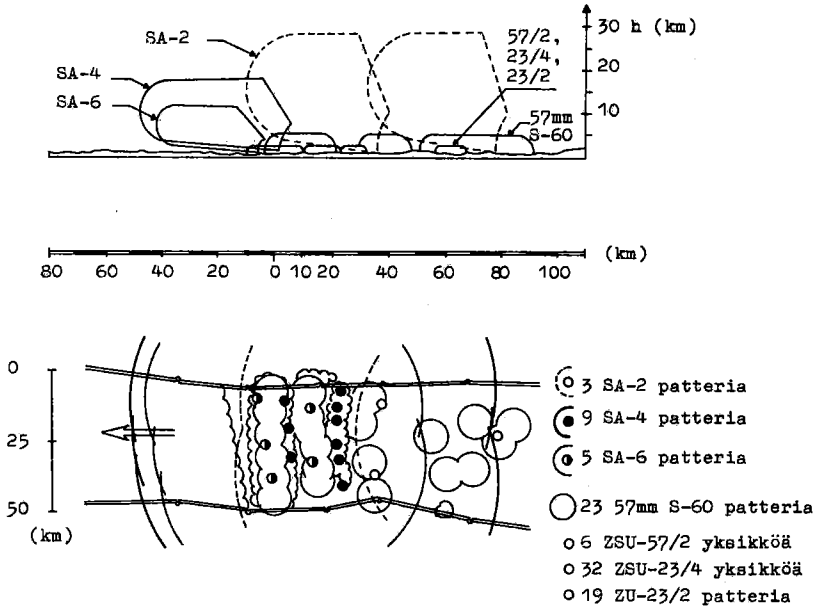 30 h (km)
SA-2
57/2,
23/4,
23/2
20
SA-4
SA-6
10
57mm
S-60
(km)
80 60 40 20 0 10 20 40 60 80 100
0
25
50
(km)
3 SA-2 patteria
9 SA-4 patteria
5 SA-6 patteria
23 57mm S-60 patteria
6 ZSU-57/2 yksikköä
32 ZSU-23/4 yksikköä
19 ZU-23/2 patteria